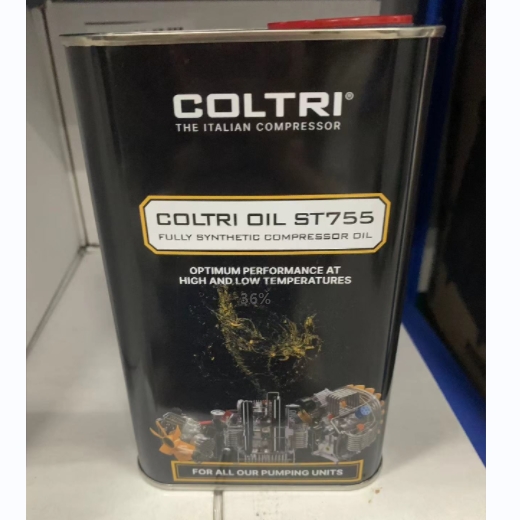 COLTRI®
THE ITALIAN COMPRESSOR
COLTRI OIL ST755
FULLY SYNTHETIC COMPRESSOR OIL
OPTIMUM PERFORMANCE AT
HIGH AND LOW TEMPERATURES
36%
FOR ALL OUR PUMPING UNITS